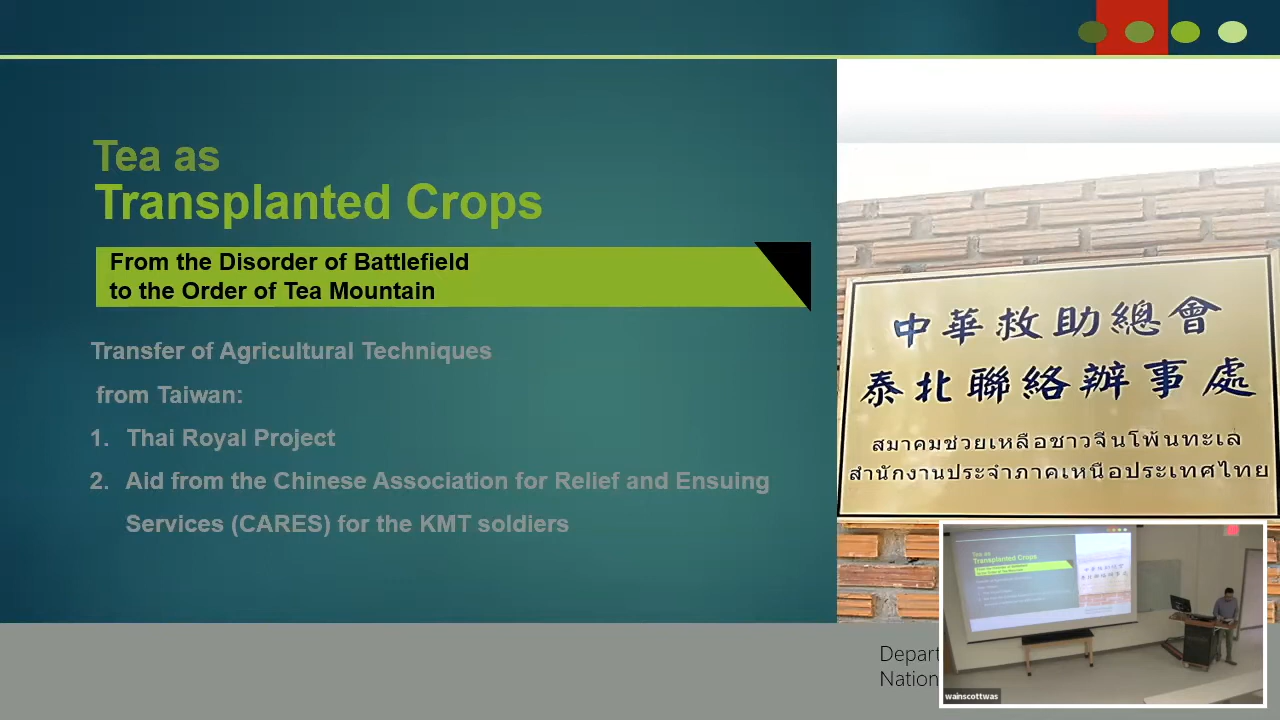 Tea as
Transplanted Crops
From the Disorder of Battlefield
to the Order of Tea Mountain
Transfer of Agricultural Techniques
from Taiwan:
1. Thai Royal Project
2. Aid from the Chinese Association for Relief and Ensuing
Services (CARES) for the KMT soldiers
中華救助總會
泰北聯絡辦事處
สมาคมช่วยเหลือชาวจีนโพ้นทะเล
สำนักงานประจำภาคเหนือประเทศไทย
Depart
Nation
wainscottwas